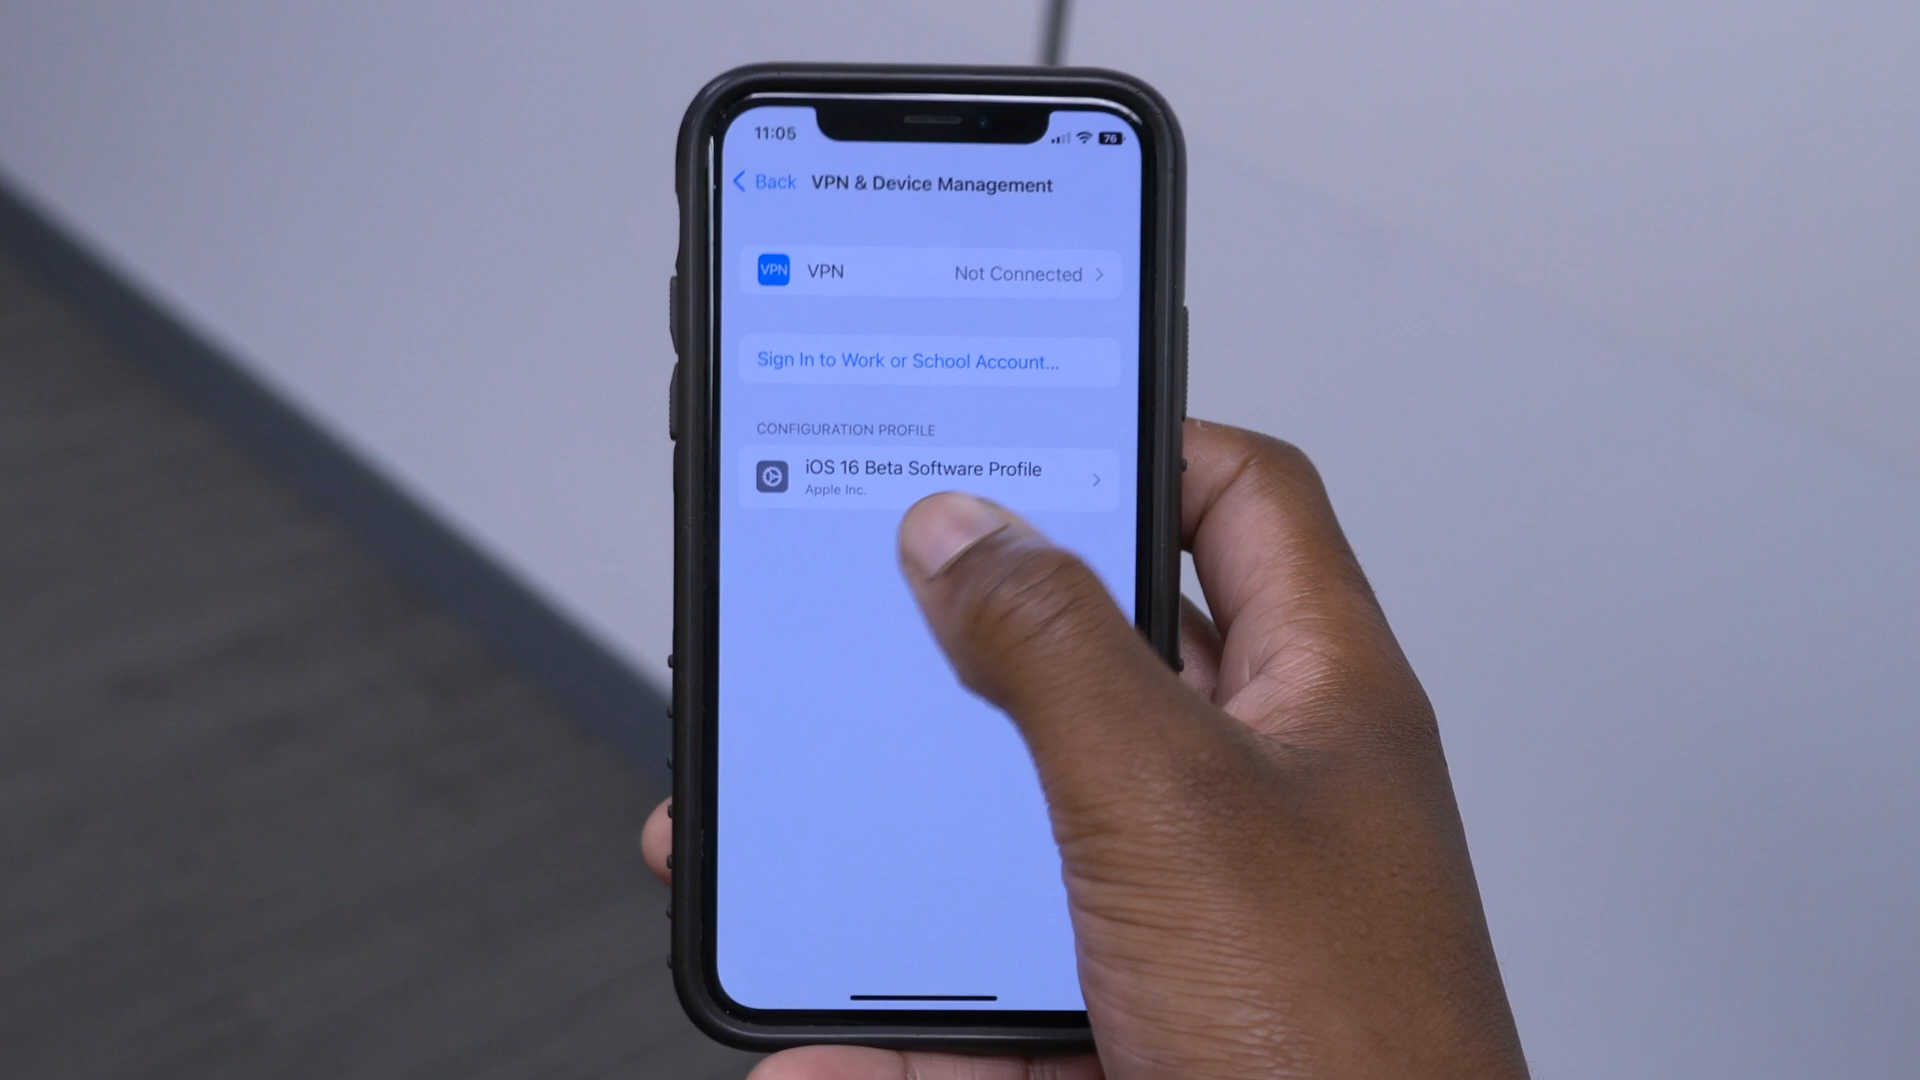 11:05
76
Back
VPN & Device Management
VPN
VPN
Not Connected
Sign In to Work or School Account...
CONFIGURATION PROFILE
iOS 16 Beta Software Profile
Apple Inc.